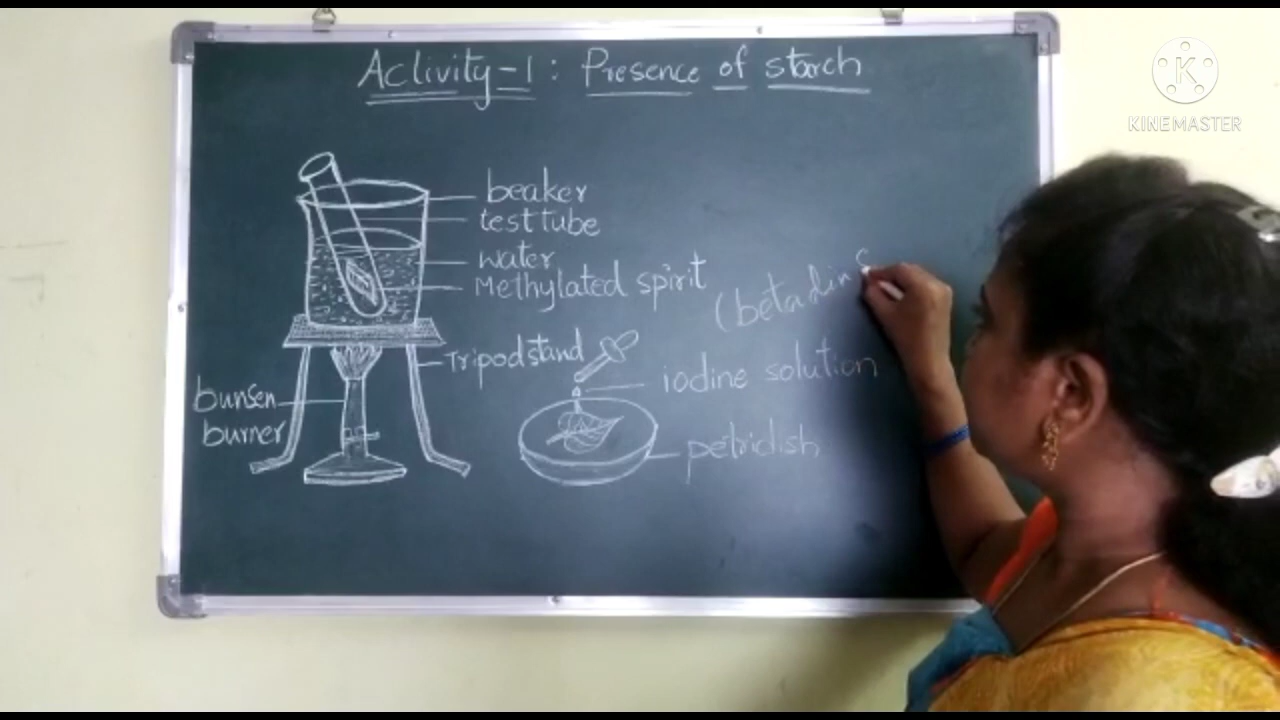 Activity-1: Presence of starch
beaker
test tube
water
Methylated spirit
(betadine
Tripod stand
iodine solution
bunsen
burner
petridish
KINEMASTER